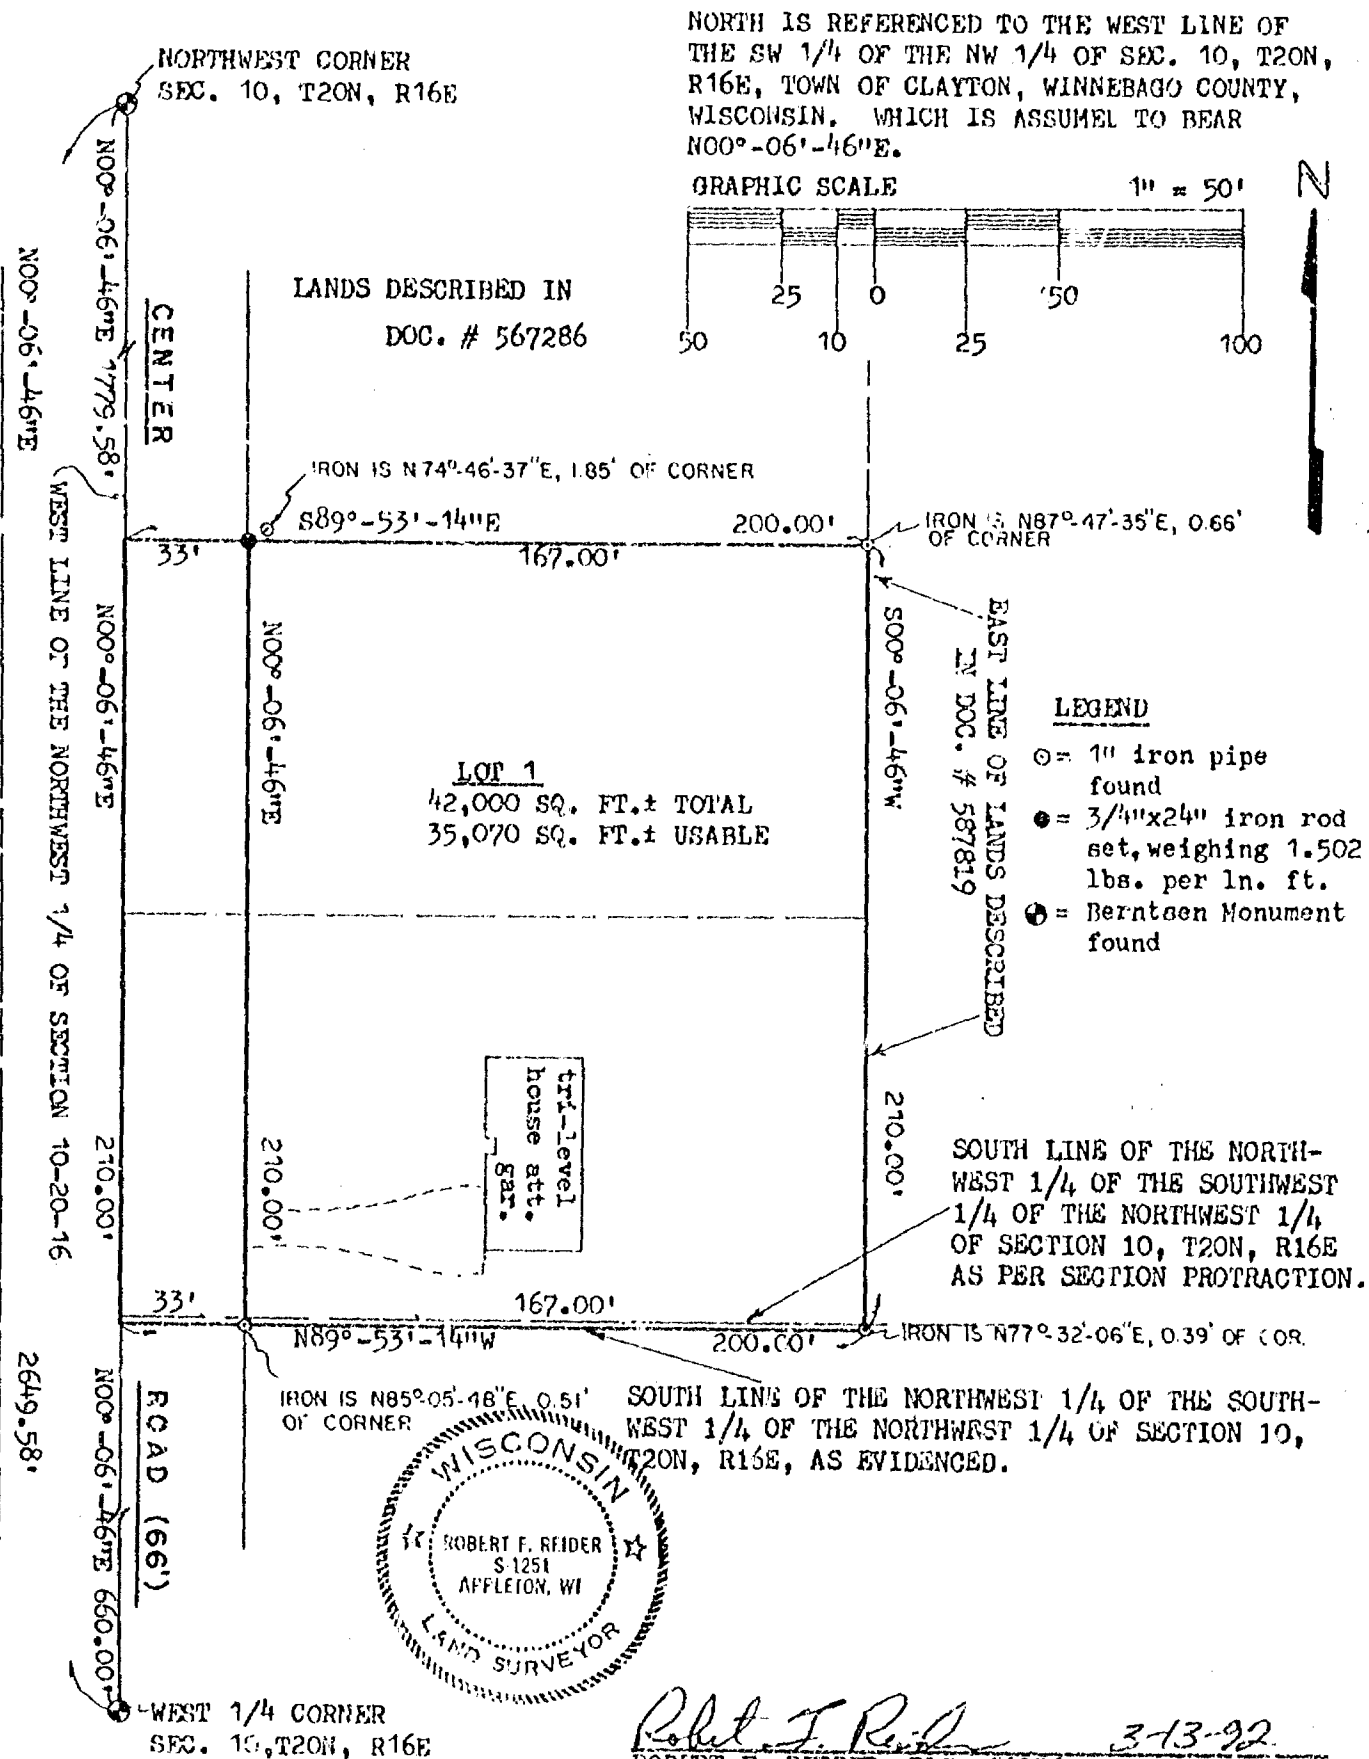 NORTH IS REFERENCED TO THE WEST LINE OF
THE SW 1/4 OF THE NW 1/4 OF SEC. 10, T20N,
R16E, TOWN OF CLAYTON, WINNEBAGO COUNTY,
WISCONSIN. WHICH IS ASSUMEL TO BEAR
N00°-06'-46"E.
NORTHWEST CORNER
SEC. 10, T20N, R16E
GRAPHIC SCALE 1" = 50'
N
25 0 50
50 10 25 100
LANDS DESCRIBED IN
DOC. # 567286
N00°-06'-46"E 1779.58'
CENTER
N00°-06'-46"E
WEST LINE OF THE NORTHWEST 1/4 OF SECTION 10-20-16
2649.58'
IRON IS N74°-46'-37"E, 1.85' OF CORNER
S89°-53'-14"E 200.00'
33' 167.00'
IRON IS N87°-47'-35"E, 0.66'
OF CORNER
N00°-06'-46"E
210.00'
N00°-06'-46"E
210.00'
S00°-06'-46"W
210.00'
EAST LINE OF LANDS DESCRIBED
IN DOC. # 587819
LOT 1
42,000 SQ. FT.± TOTAL
35,070 SQ. FT.± USABLE
LEGEND
= 1" iron pipe
found
= 3/4"x24" iron rod
set, weighing 1.502
lbs. per ln. ft.
= Berntsen Monument
found
tri-level
house att.
gar.
SOUTH LINE OF THE NORTH-
WEST 1/4 OF THE SOUTHWEST
1/4 OF THE NORTHWEST 1/4
OF SECTION 10, T20N, R16E
AS PER SECTION PROTRACTION.
33' 167.00'
N89°-53'-14"W 200.00'
IRON IS N77°-32'-06"E, 0.39' OF COR.
IRON IS N85°-05'-48"E, 0.51'
OF CORNER
SOUTH LINE OF THE NORTHWEST 1/4 OF THE SOUTH-
WEST 1/4 OF THE NORTHWEST 1/4 OF SECTION 10,
T20N, R16E, AS EVIDENCED.
ROAD (66')
N00°-06'-46"E 660.00'
WISCONSIN
ROBERT F. REIDER
S-1251
APPLETON, WI
LAND SURVEYOR
WEST 1/4 CORNER
SEC. 10, T20N, R16E
Robert F. Reider 3-13-92